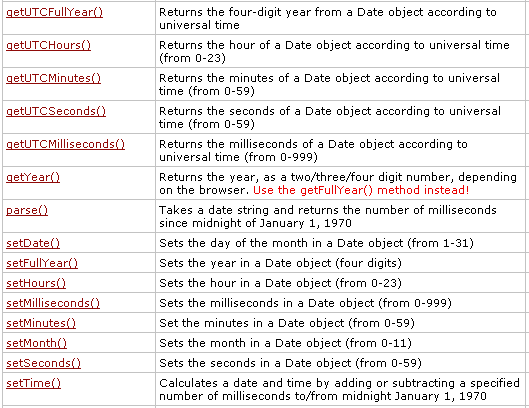 getUTCFullYear() Returns the four-digit year from a Date object according to
universal time
getUTCHours() Returns the hour of a Date object according to universal time
(from 0-23)
getUTCMinutes() Returns the minutes of a Date object according to universal
time (from 0-59)
getUTCSeconds() Returns the seconds of a Date object according to universal
time (from 0-59)
getUTCMilliseconds() Returns the milliseconds of a Date object according to
universal time (from 0-999)
getYear() Returns the year, as a two/three/four digit number, depending
on the browser. Use the getFullYear() method instead!
parse() Takes a date string and returns the number of milliseconds
since midnight of January 1, 1970
setDate() Sets the day of the month in a Date object (from 1-31)
setFullYear() Sets the year in a Date object (four digits)
setHours() Sets the hour in a Date object (from 0-23)
setMilliseconds() Sets the milliseconds in a Date object (from 0-999)
setMinutes() Set the minutes in a Date object (from 0-59)
setMonth() Sets the month in a Date object (from 0-11)
setSeconds() Sets the seconds in a Date object (from 0-59)
setTime() Calculates a date and time by adding or subtracting a specified
number of milliseconds to/from midnight January 1, 1970